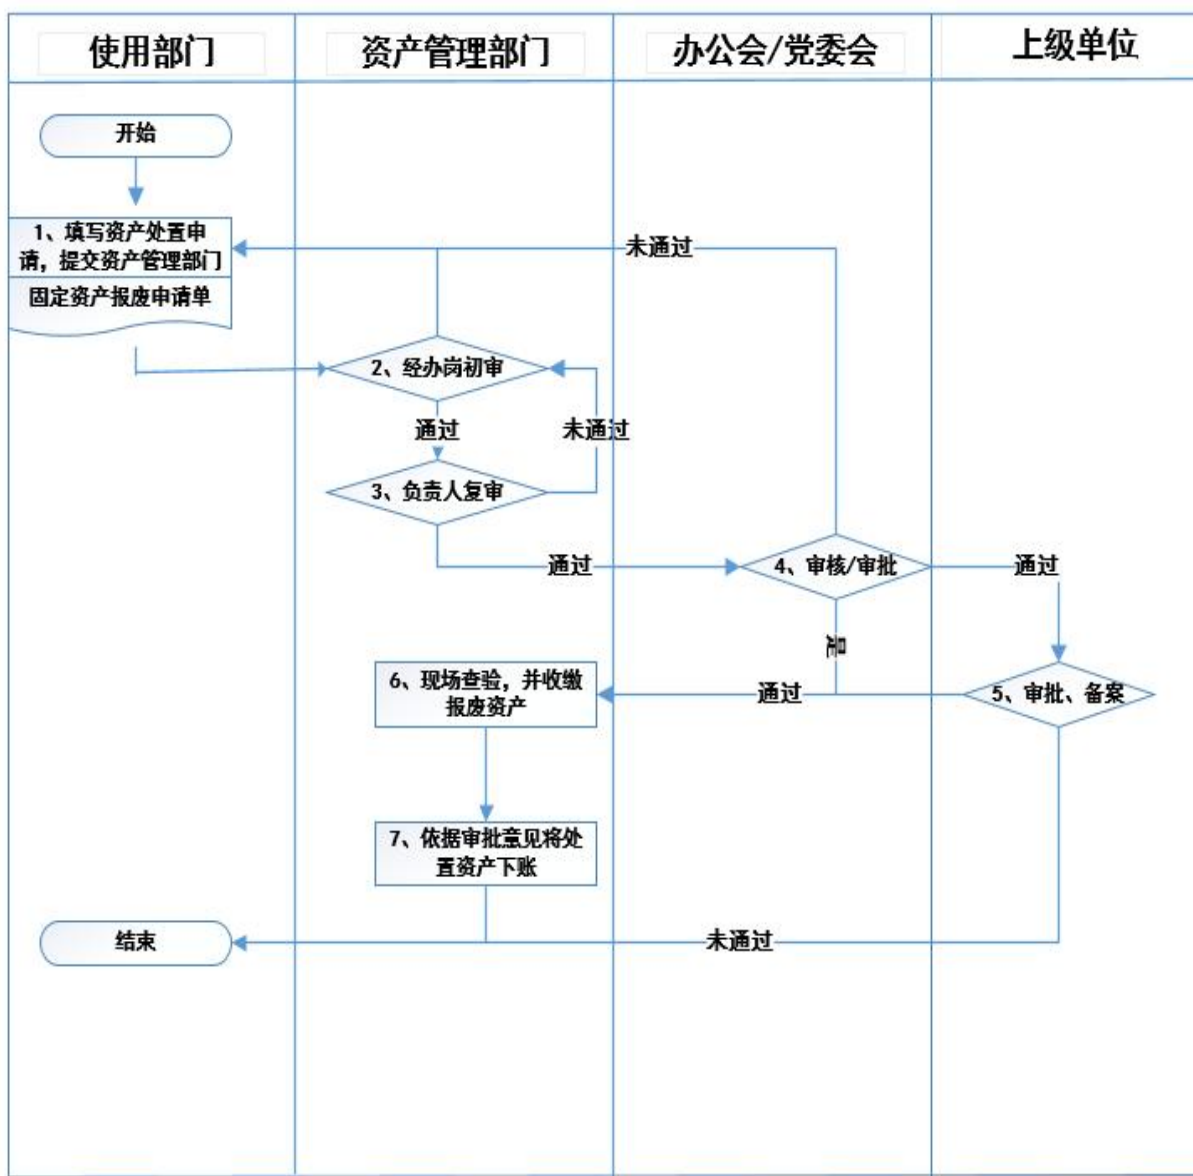 使用部门
资产管理部门
办公会/党委会
上级单位
开始
1、填写资产处置申
请，提交资产管理部门
固定资产报废申请单
未通过
2、经办岗初审
通过
未通过
3、负责人复审
通过
4、审核/审批
通过
是
6、现场查验，并收缴
报废资产
通过
5、审批、备案
7、依据审批意见将处
置资产下账
结束
未通过